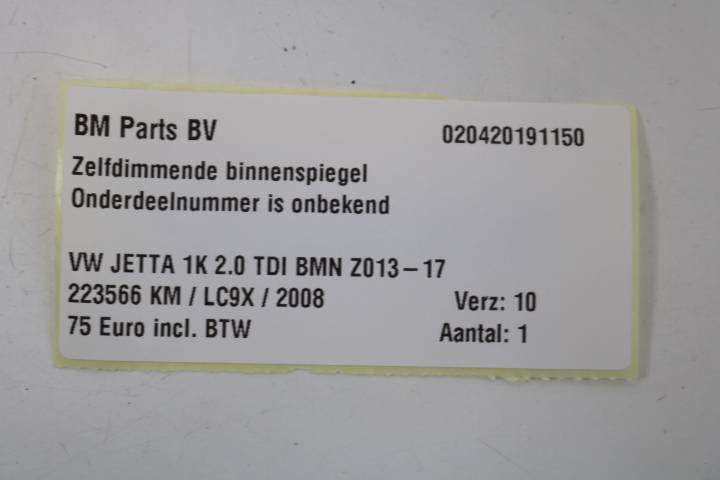 BM Parts BV 020420191150
Zelfdimmende binnenspiegel
Onderdeelnummer is onbekend
VW JETTA 1K 2.0 TDI BMN Z013-17
223566 KM / LC9X / 2008 Verz: 10
75 Euro incl. BTW Aantal: 1